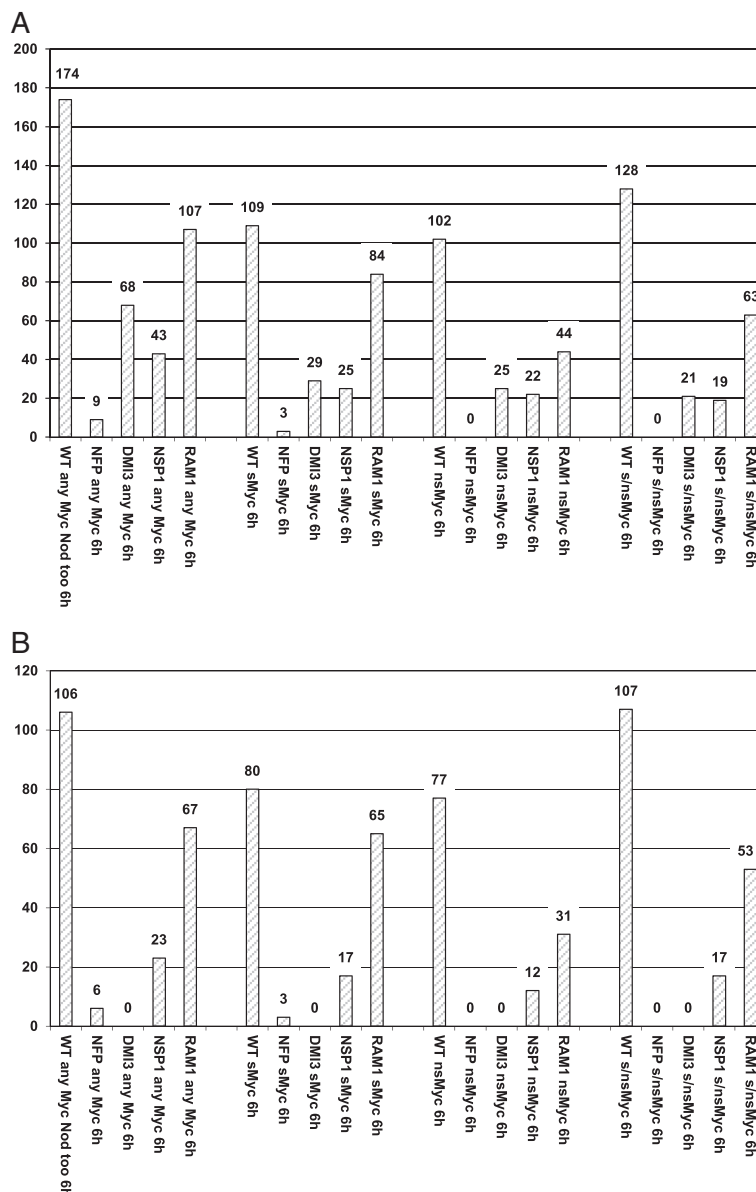 A
200
180
160
140
120
100
80
60
40
20
0
174
9
68
43
107
109
3
29
25
84
102
0
25
22
44
128
0
21
19
63
WT any Myc Nod too 6h
NFP any Myc 6h
DMI3 any Myc 6h
NSP1 any Myc 6h
RAM1 any Myc 6h
WT sMyc 6h
NFP sMyc 6h
DMI3 sMyc 6h
NSP1 sMyc 6h
RAM1 sMyc 6h
WT nsMyc 6h
NFP nsMyc 6h
DMI3 nsMyc 6h
NSP1 nsMyc 6h
RAM1 nsMyc 6h
WT s/nsMyc 6h
NFP s/nsMyc 6h
DMI3 s/nsMyc 6h
NSP1 s/nsMyc 6h
RAM1 s/nsMyc 6h
B
120
100
80
60
40
20
0
106
6
0
23
67
80
3
0
17
65
77
0
0
12
31
107
0
0
17
53
WT any Myc Nod too 6h
NFP any Myc 6h
DMI3 any Myc 6h
NSP1 any Myc 6h
RAM1 any Myc 6h
WT sMyc 6h
NFP sMyc 6h
DMI3 sMyc 6h
NSP1 sMyc 6h
RAM1 sMyc 6h
WT nsMyc 6h
NFP nsMyc 6h
DMI3 nsMyc 6h
NSP1 nsMyc 6h
RAM1 nsMyc 6h
WT s/nsMyc 6h
NFP s/nsMyc 6h
DMI3 s/nsMyc 6h
NSP1 s/nsMyc 6h
RAM1 s/nsMyc 6h